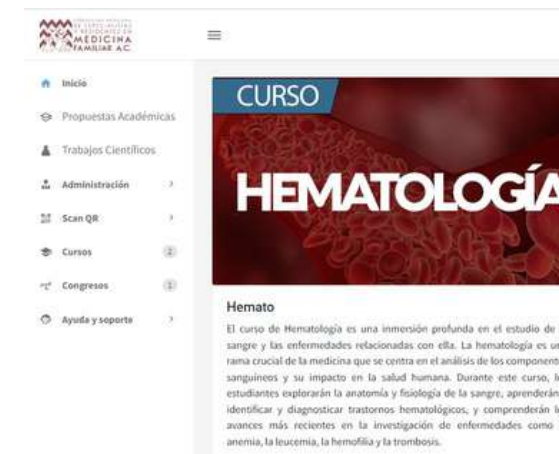 MEDICINA
FAMILIAR A.C.
Inicio
Propuestas Académicas
Trabajos Científicos
Administración
Scan QR
Cursos 2
Congresos 1
Ayuda y soporte
CURSO
HEMATOLOGÍA
Hemato
El curso de Hematología es una inmersión profunda en el estudio de
sangre y las enfermedades relacionadas con ella. La hematología es un
rama crucial de la medicina que se centra en el análisis de los component
sanguíneos y su impacto en la salud humana. Durante este curso, l
estudiantes explorarán la anatomía y fisiología de la sangre, aprenderán
identificar y diagnosticar trastornos hematológicos, y comprenderán l
avances más recientes en la investigación de enfermedades como
anemia, la leucemia, la hemofilia y la trombosis.